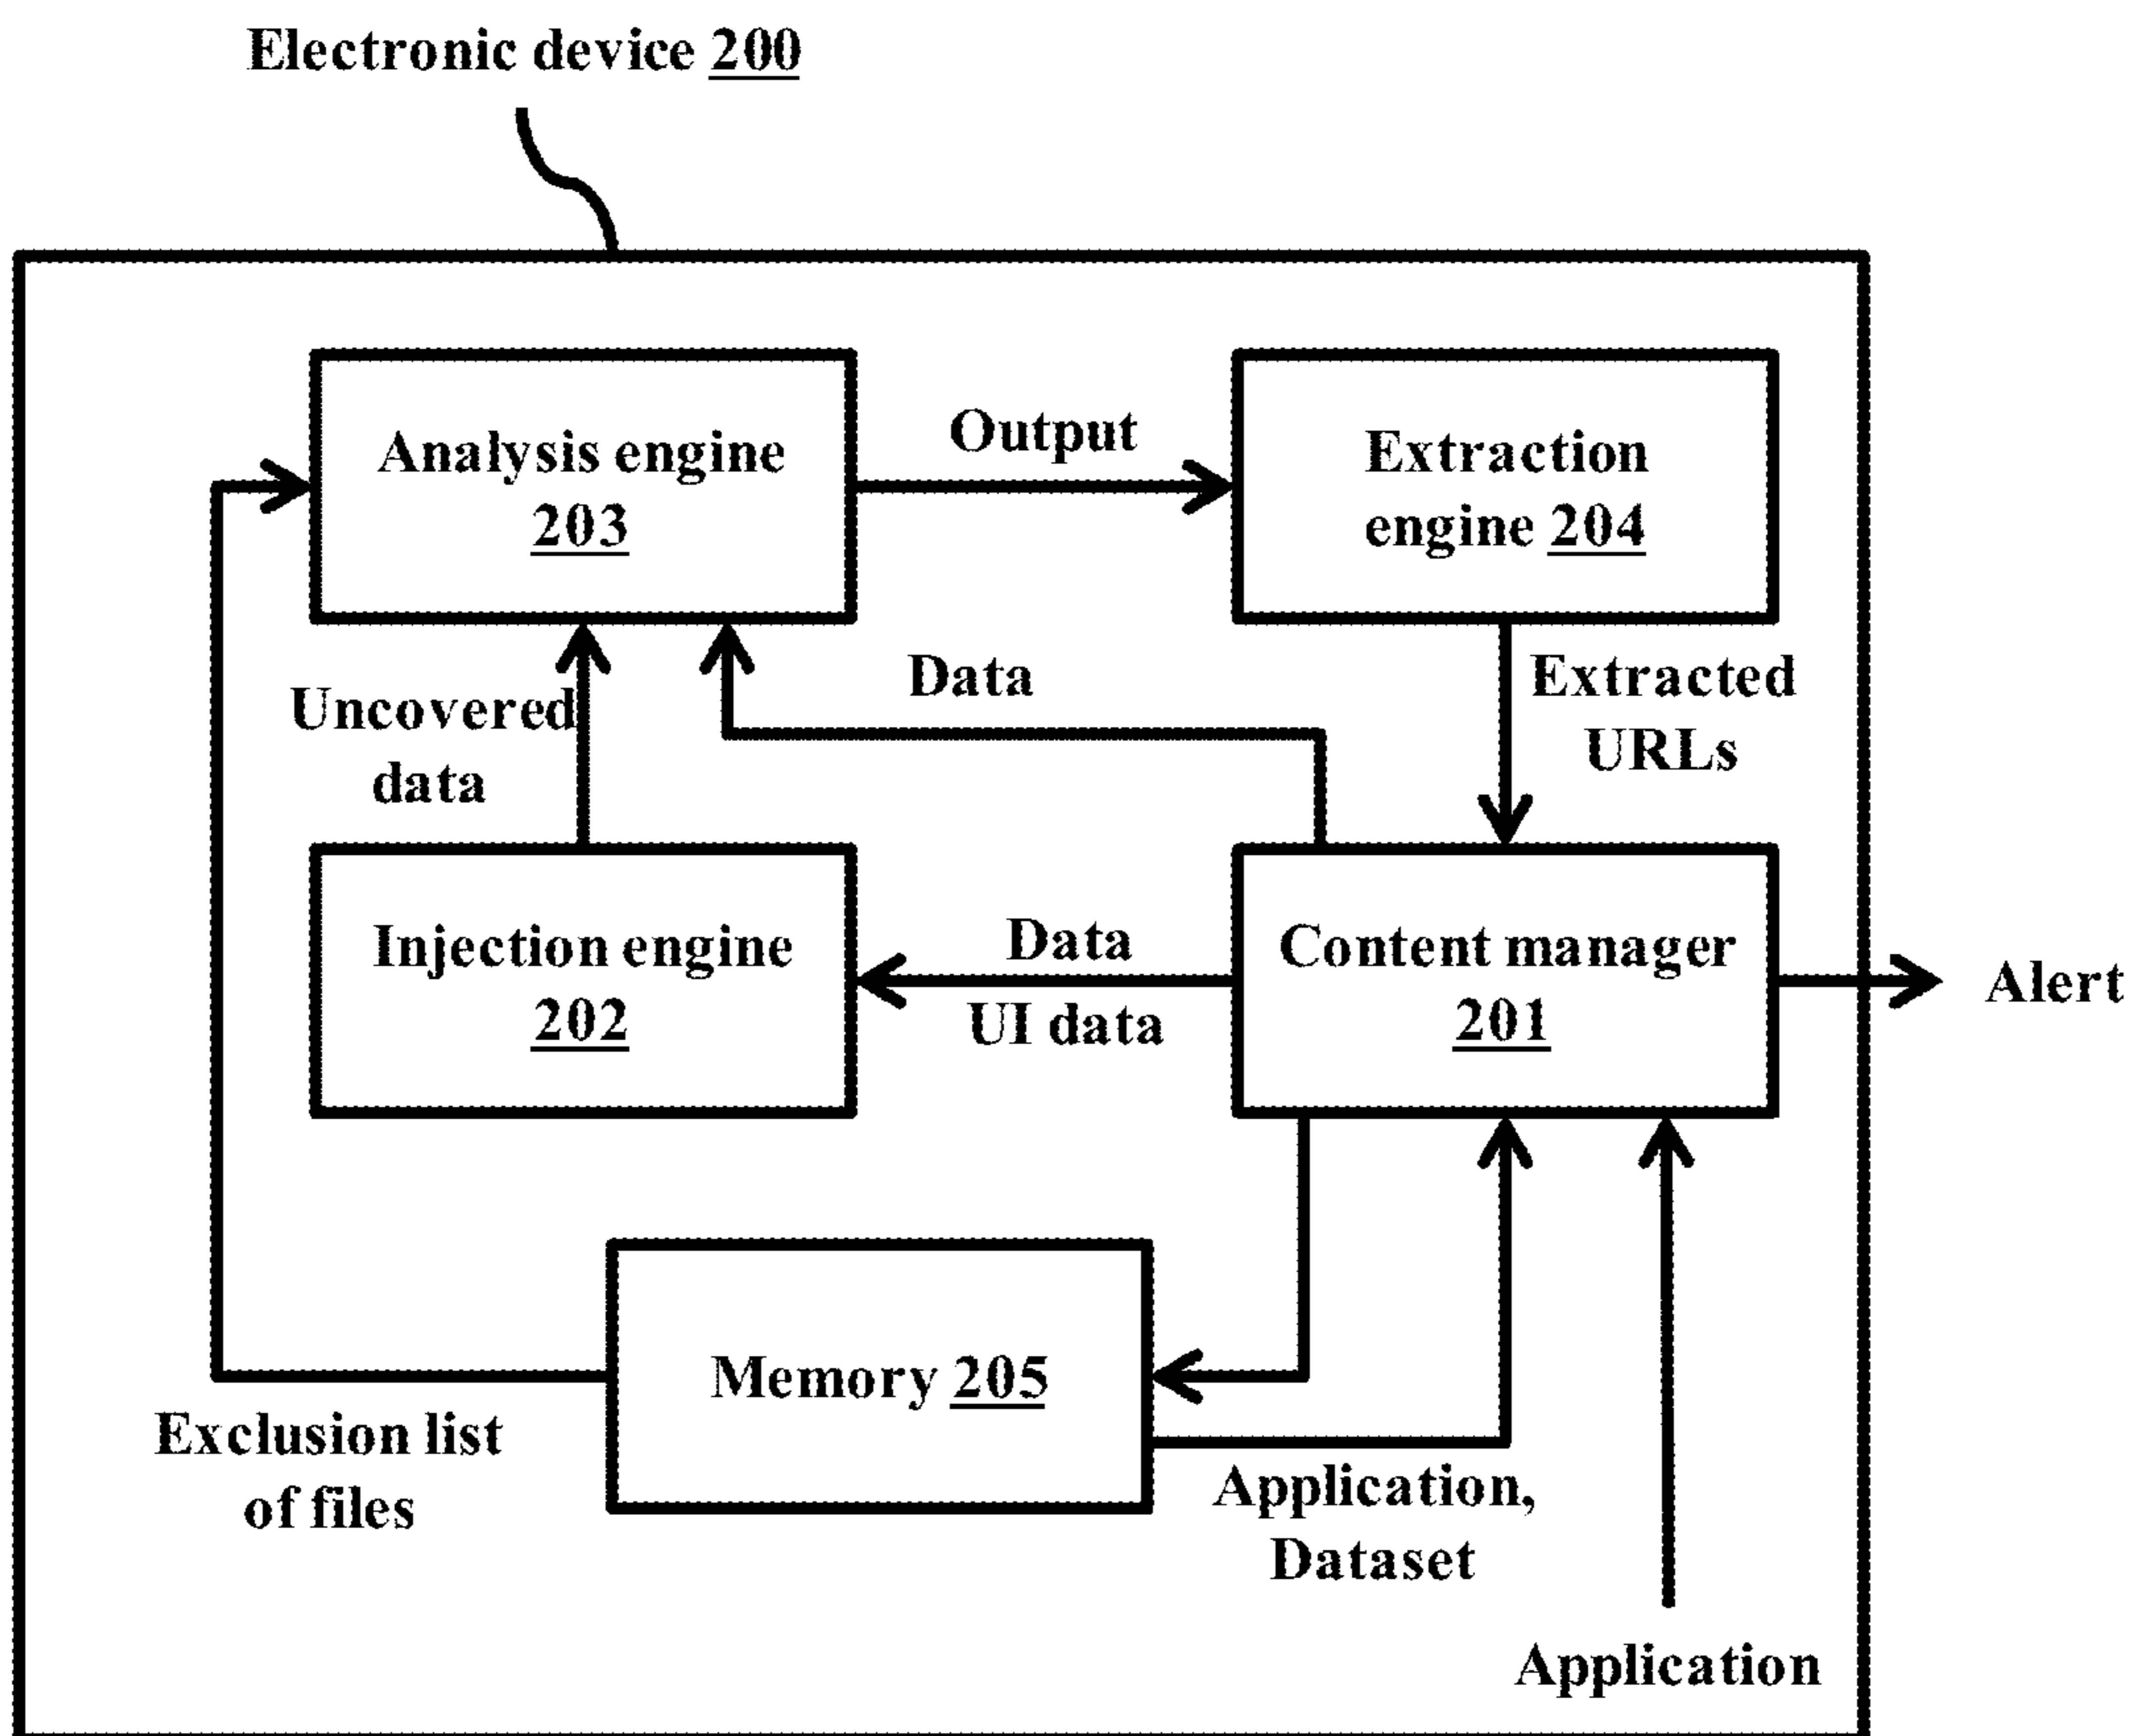 Electronic device 200
Analysis engine
203
Output
Extraction
engine 204
Uncovered
data
Data
Extracted
URLs
Injection engine
202
Data
UI data
Content manager
201
Alert
Memory 205
Exclusion list
of files
Application,
Dataset
Application